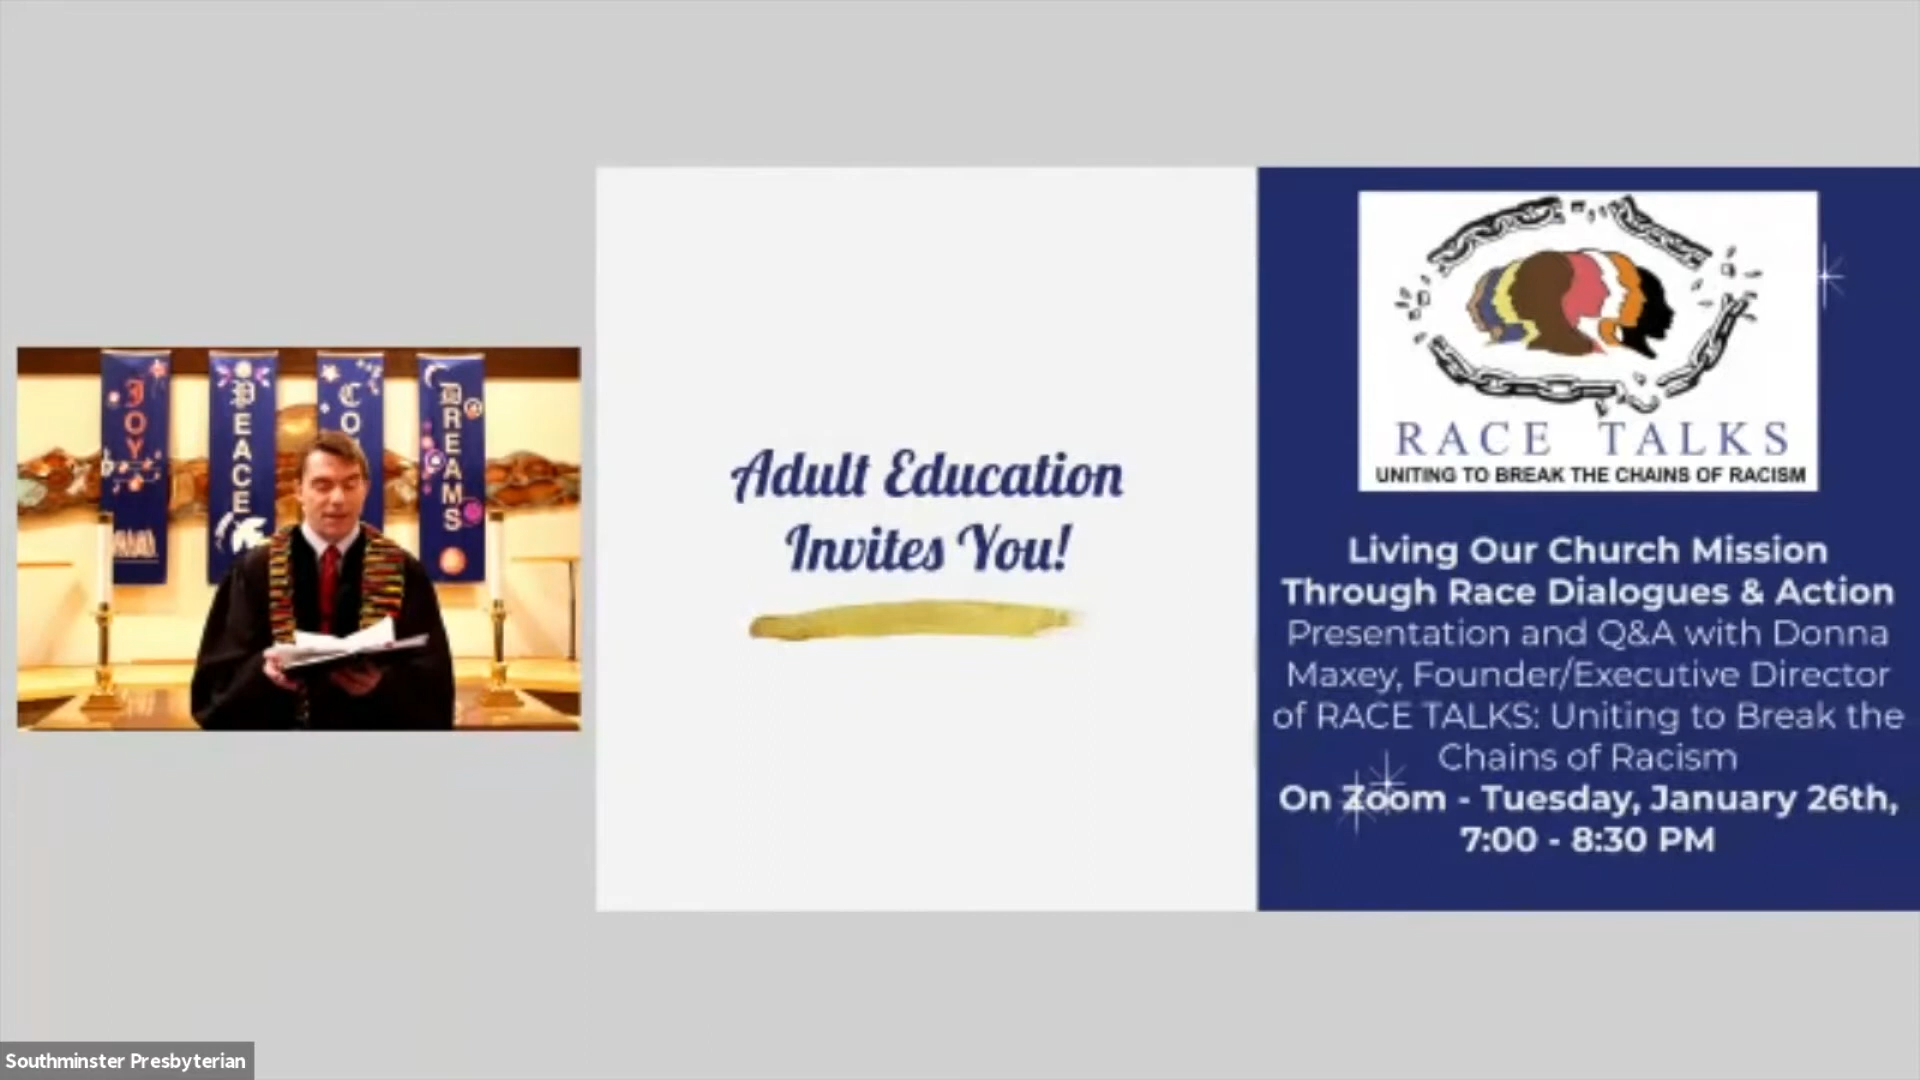 JOY
PEACE
DREAMS
Adult Education
Invites You!
RACE TALKS
UNITING TO BREAK THE CHAINS OF RACISM
Living Our Church Mission
Through Race Dialogues & Action
Presentation and Q&A with Donna
Maxey, Founder/Executive Director
of RACE TALKS: Uniting to Break the
Chains of Racism
On Zoom - Tuesday, January 26th,
7:00 - 8:30 PM
Southminster Presbyterian